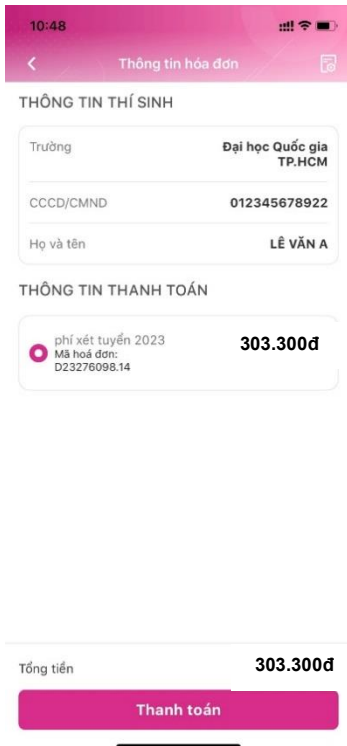 10:48
Thông tin hóa đơn
THÔNG TIN THÍ SINH
Trường
Đại học Quốc gia
TP.HCM
CCCD/CMND
012345678922
Họ và tên
LÊ VĂN A
THÔNG TIN THANH TOÁN
phí xét tuyển 2023
303.300đ
Mã hoá đơn:
D23276098.14
Tổng tiền
303.300đ
Thanh toán